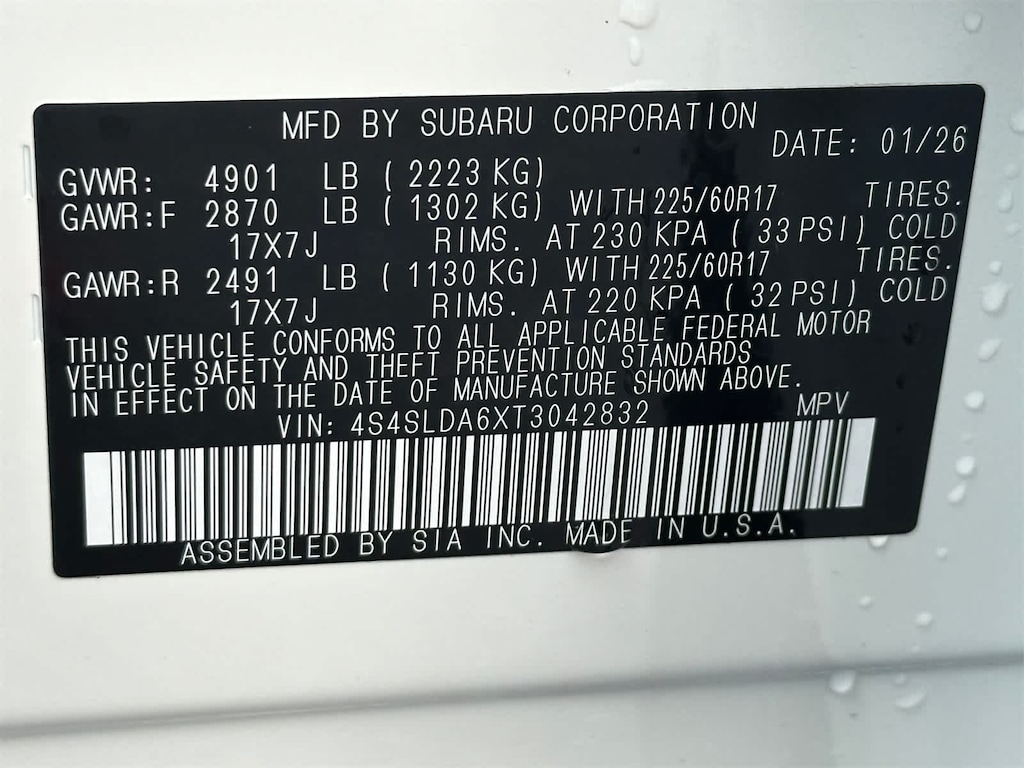 MFD BY SUBARU CORPORATION
DATE: 01/26
GVWR: 4901 LB ( 2223 KG)
GAWR:F 2870 LB ( 1302 KG) WITH 225/60R17 TIRES.
17X7J RIMS. AT 230 KPA ( 33 PSI) COLD
GAWR:R 2491 LB ( 1130 KG) WITH 225/60R17 TIRES.
17X7J RIMS. AT 220 KPA ( 32 PSI) COLD
THIS VEHICLE CONFORMS TO ALL APPLICABLE FEDERAL MOTOR
VEHICLE SAFETY AND THEFT PREVENTION STANDARDS
IN EFFECT ON THE DATE OF MANUFACTURE SHOWN ABOVE.
VIN: 4S4SLDA6XT3042832 MPV
ASSEMBLED BY SIA INC. MADE IN U.S.A.